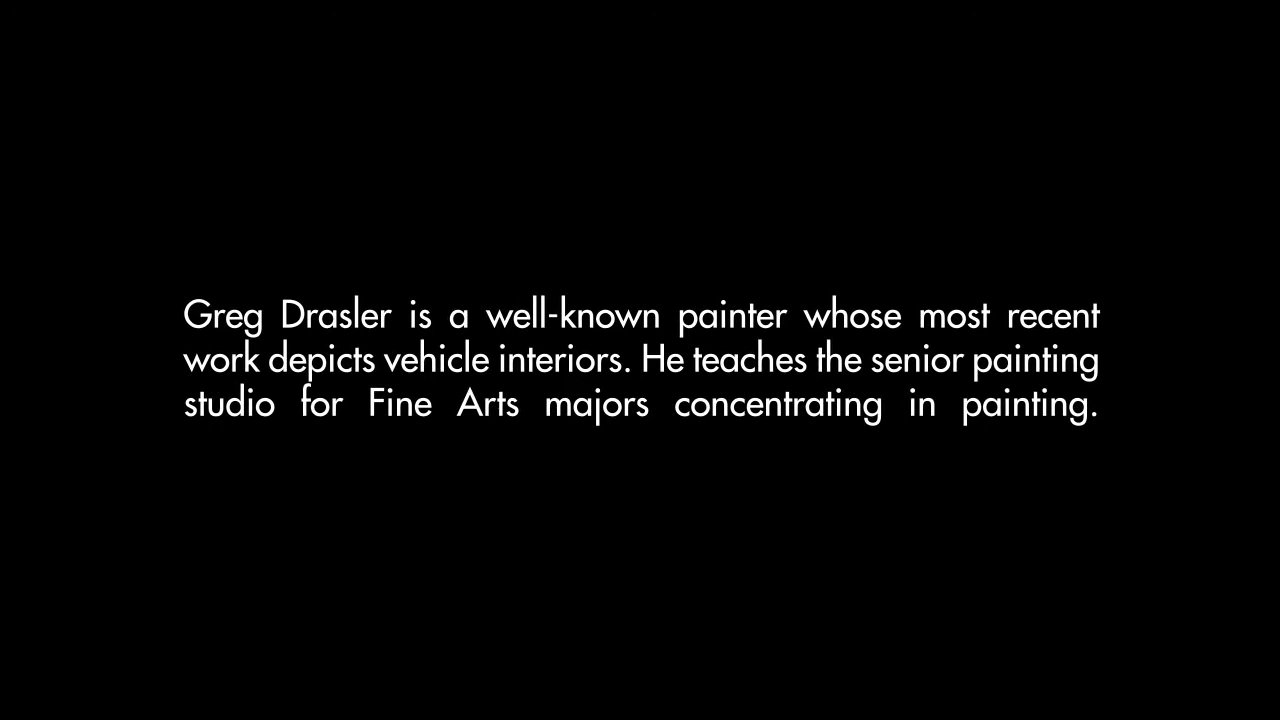 Greg Drasler is a well-known painter whose most recent
work depicts vehicle interiors. He teaches the senior painting
studio for Fine Arts majors concentrating in painting.